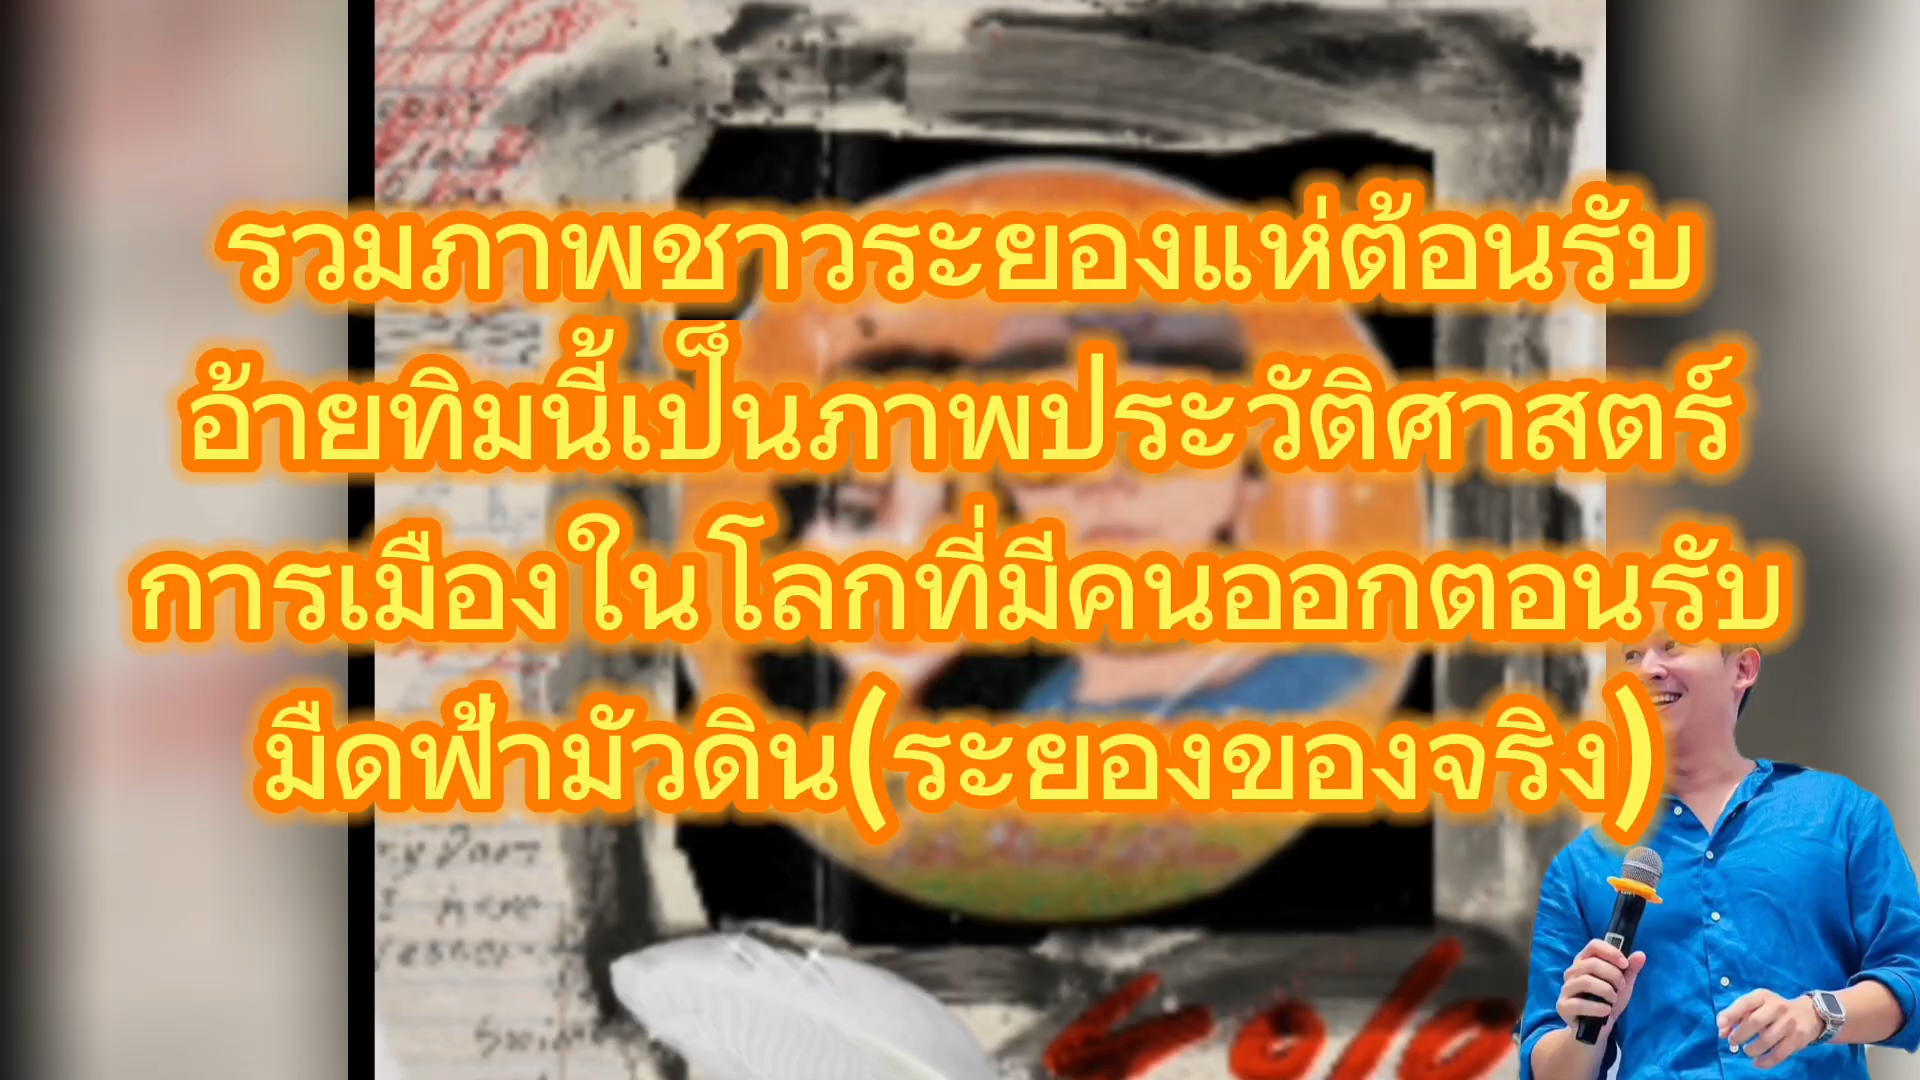 รวมภาพชาวระยองแห่ต้อนรับ
อ้ายทิมนี้เป็นภาพประวัติศาสตร์
การเมืองในโลกที่มีคนออกตอนรับ
มืดฟ้ามัวดิน(ระยองของจริง)